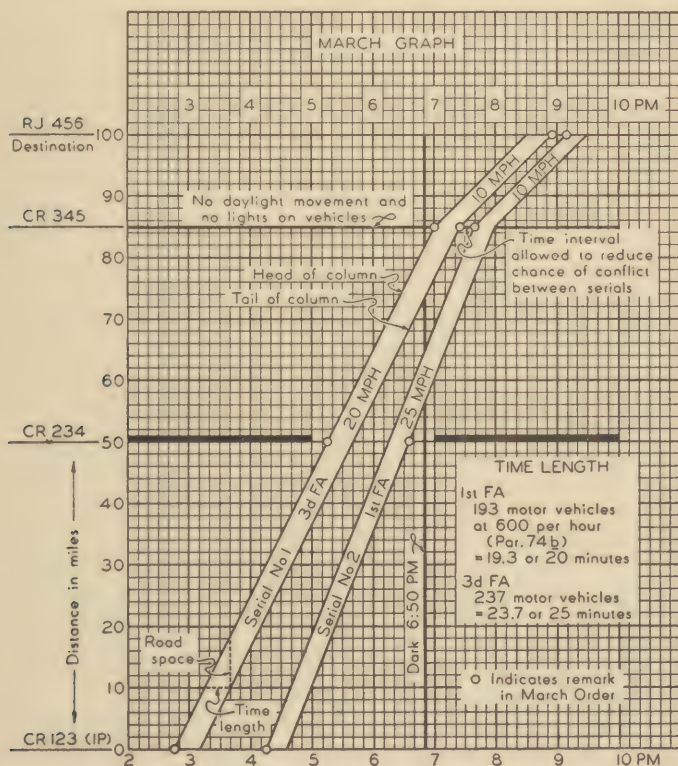 MARCH GRAPH
3 4 5 6 7 8 9 10 PM
RJ 456
Destination
100
90
CR 345
80
70
60
CR 234
50
40
30
20
10
CR 123 (IP)
0
2 3 4 5 6 7 8 9 10 PM
Distance in miles
No daylight movement and
no lights on vehicles
10 MPH
10 MPH
Time interval
allowed to reduce
chance of conflict
between serials
Head of column
Tail of column
20 MPH
25 MPH
3d FA
1st FA
Serial No 1
Serial No 2
Dark 6:50 PM
Road
space
Time
length
TIME LENGTH
1st FA
193 motor vehicles
at 600 per hour
(Par. 74b)
= 19.3 or 20 minutes
3d FA
237 motor vehicles
= 23.7 or 25 minutes
o Indicates remark
in March Order